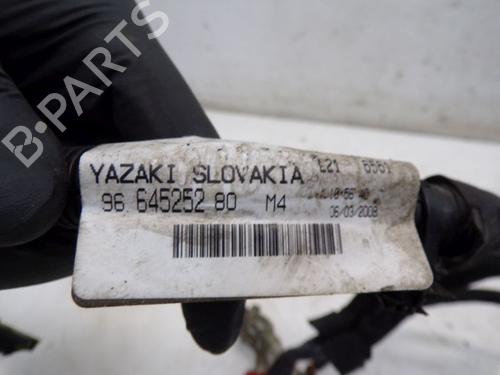 B-PARTS
YAZAKI SLOVAKIA
96 645252 80 M4
06-03/2008